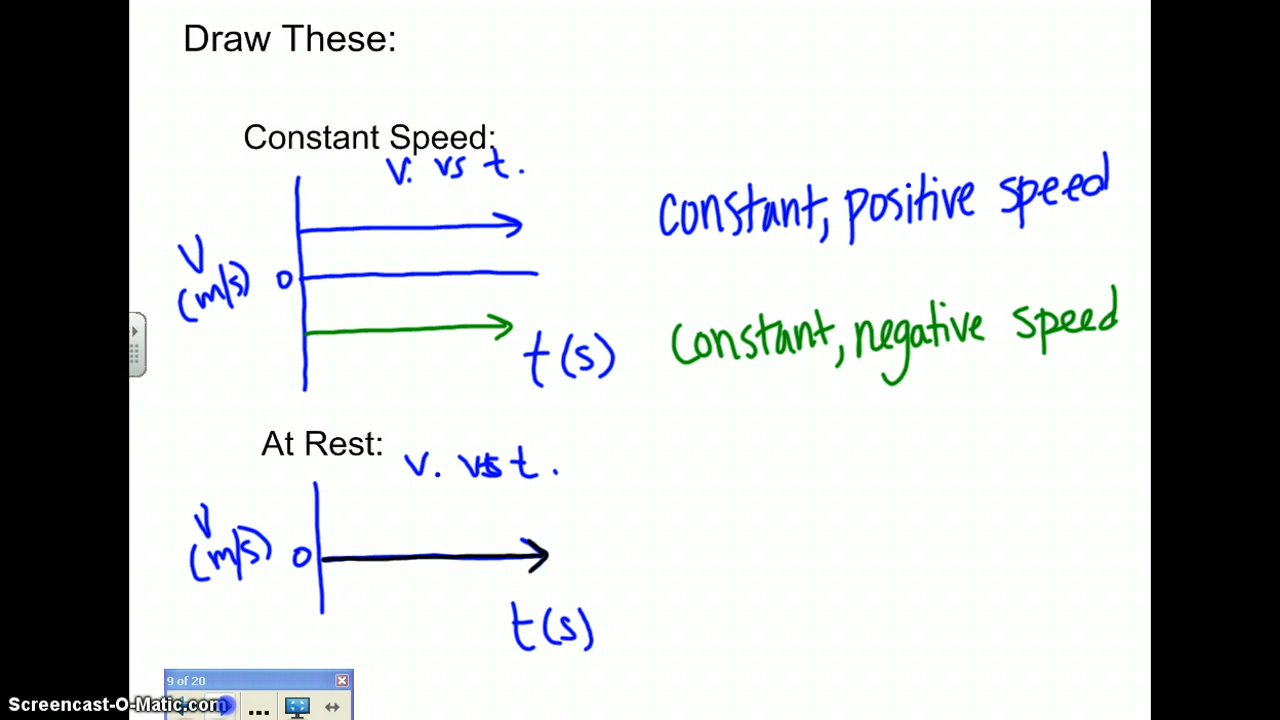 Draw These:
Constant Speed:
v. vs t.
constant, positive speed
V
(m/s)
0
constant, negative speed
t(s)
At Rest:
v. vs t.
V
(m/s)
0
t(s)
9 of 20
Screencast-O-Matic.com
...